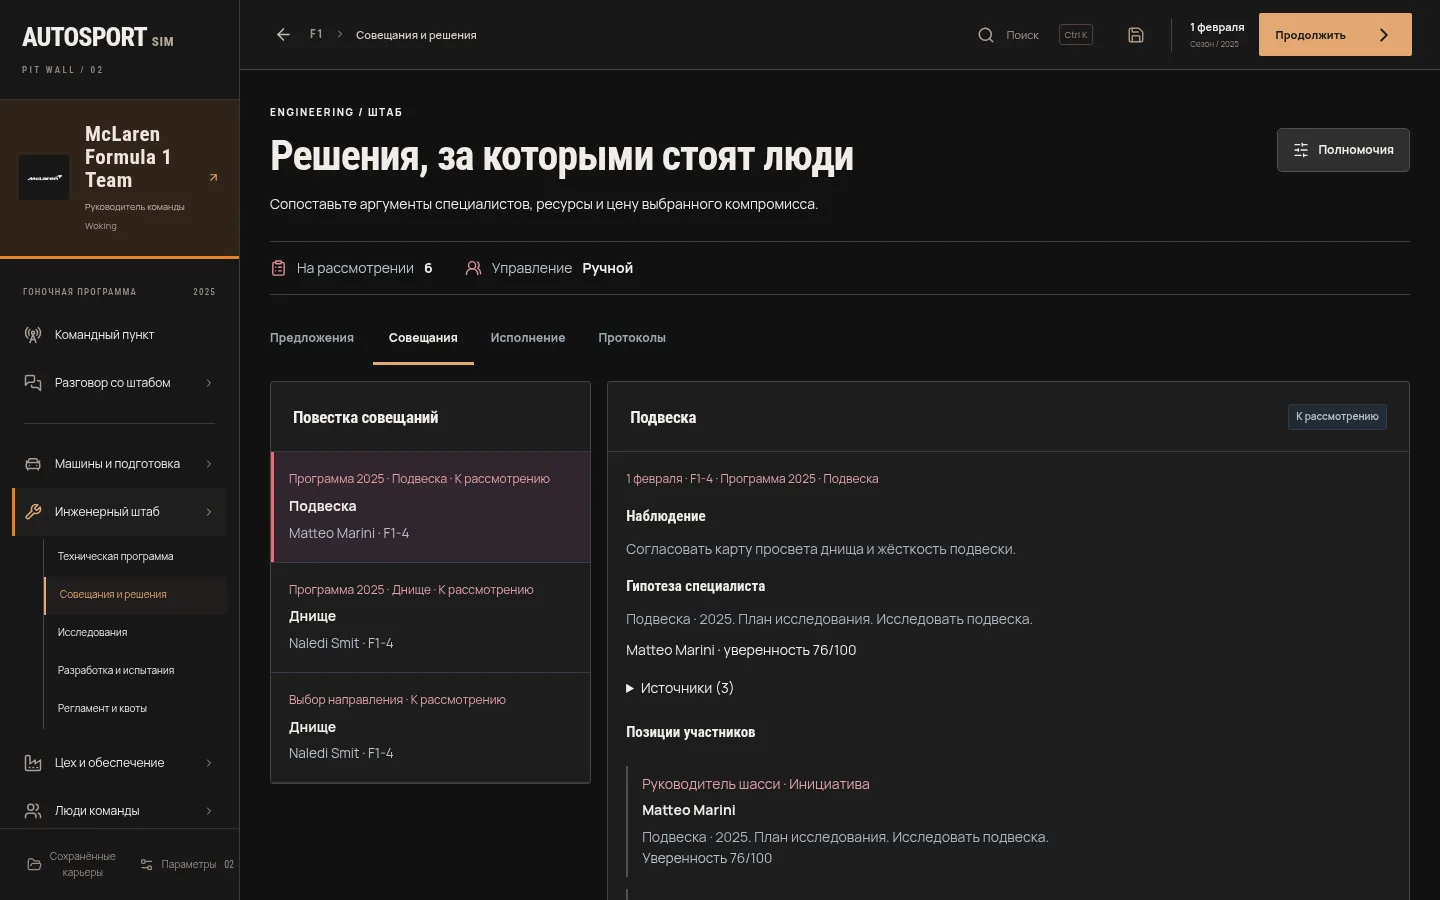 AUTOSPORT SIM
PIT WALL / 02
McLaren
McLaren
Formula 1
Team
Руководитель команды
Woking
ГОНОЧНАЯ ПРОГРАММА 2025
Командный пункт
Разговор со штабом
Машины и подготовка
Инженерный штаб
Техническая программа
Совещания и решения
Исследования
Разработка и испытания
Регламент и квоты
Цех и обеспечение
Люди команды
Сохранённые
карьеры
Параметры 02
F1 Совещания и решения
Поиск Ctrl K
1 февраля
Сезон / 2025
Продолжить
ENGINEERING / ШТАБ
Решения, за которыми стоят люди
Сопоставьте аргументы специалистов, ресурсы и цену выбранного компромисса.
Полномочия
На рассмотрении 6 Управление Ручной
Предложения Совещания Исполнение Протоколы
Повестка совещаний
Программа 2025 · Подвеска · К рассмотрению
Подвеска
Matteo Marini · F1-4
Программа 2025 · Днище · К рассмотрению
Днище
Naledi Smit · F1-4
Выбор направления · К рассмотрению
Днище
Naledi Smit · F1-4
Подвеска
К рассмотрению
1 февраля · F1-4 · Программа 2025 · Подвеска
Наблюдение
Согласовать карту просвета днища и жёсткость подвески.
Гипотеза специалиста
Подвеска · 2025. План исследования. Исследовать подвеска.
Matteo Marini · уверенность 76/100
Источники (3)
Позиции участников
Руководитель шасси · Инициатива
Matteo Marini
Подвеска · 2025. План исследования. Исследовать подвеска.
Уверенность 76/100